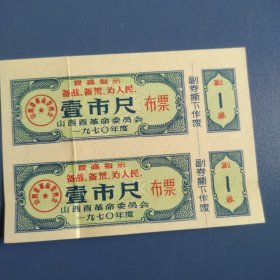 最高指示
备战、备荒、为人民。
壹市尺
布票
山西省革命委员会
一九七〇年度
副券撕下作废
副
1
券
最高指示
备战、备荒、为人民。
壹市尺
布票
山西省革命委员会
一九七〇年度
副券撕下作废
副
1
券